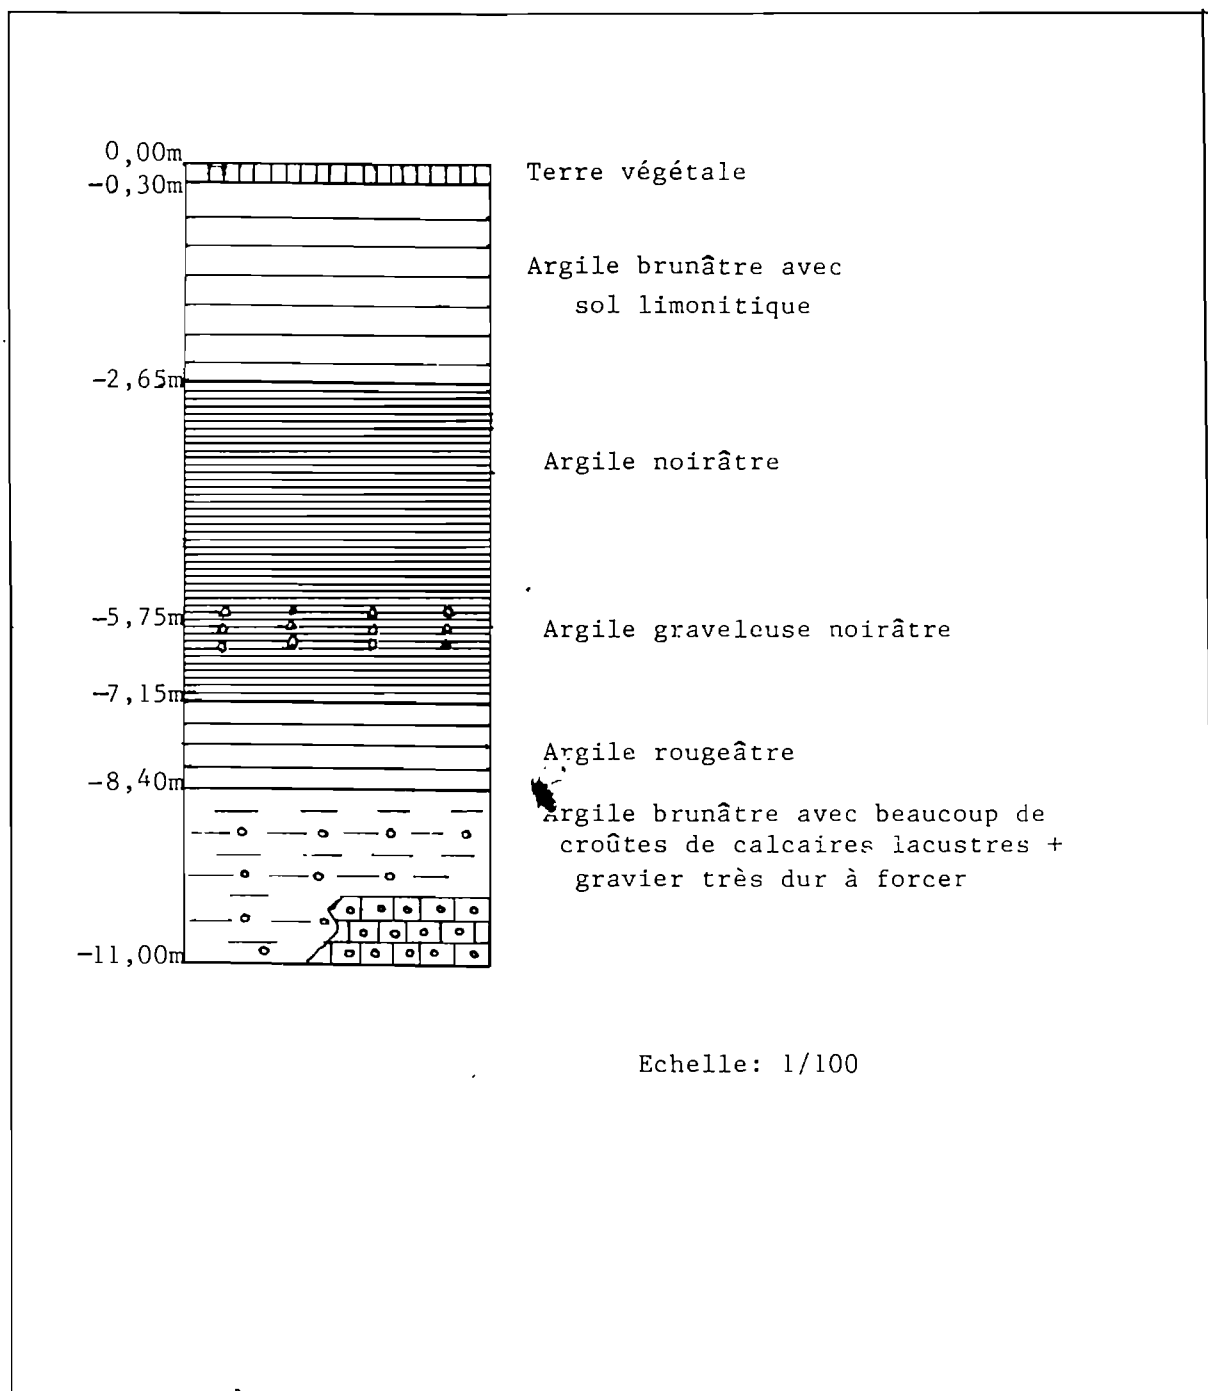 0,00m
Terre végétale
-0,30m
Argile brunâtre avec
sol limonitique
-2,65m
Argile noirâtre
-5,75m
Argile graveleuse noirâtre
-7,15m
Argile rougeâtre
-8,40m
Argile brunâtre avec beaucoup de
croûtes de calcaires lacustres +
gravier très dur à forcer
-11,00m
Echelle: 1/100